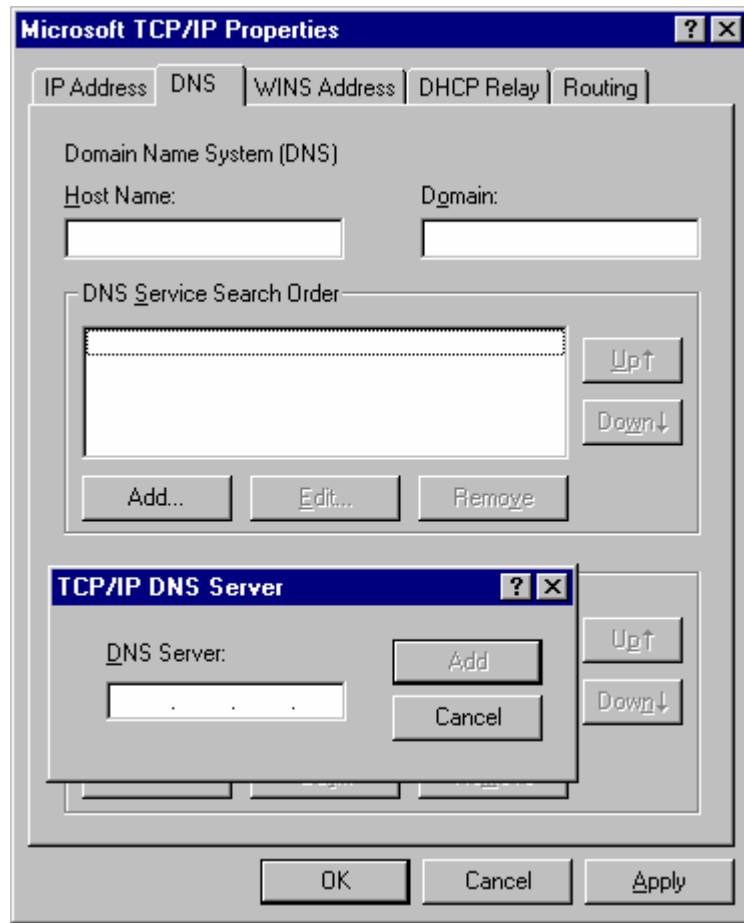 Microsoft TCP/IP Properties
IP Address DNS WINS Address DHCP Relay Routing
Domain Name System (DNS)
Host Name: Domain:
DNS Service Search Order
Up↑
Down↓
Add... Edit... Remove
TCP/IP DNS Server
DNS Server: Add
. . . Cancel
Up↑
Down↓
OK Cancel Apply